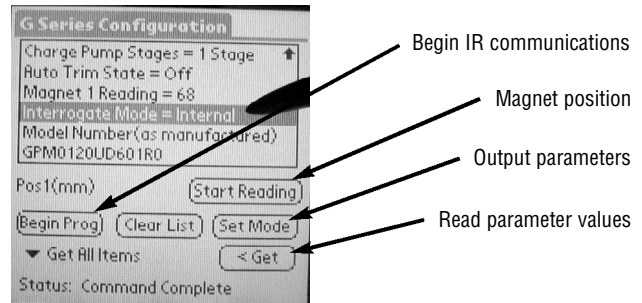 G Series Configuration
Charge Pump Stages = 1 Stage
Auto Trim State = Off
Magnet 1 Reading = 68
Interrogate Mode = Internal
Model Number(as manufactured)
GPM0120UD601R0
Pos1(mm)
Start Reading
Begin Prog
Clear List
Set Mode
Get All Items
< Get
Status: Command Complete
Begin IR communications
Magnet position
Output parameters
Read parameter values